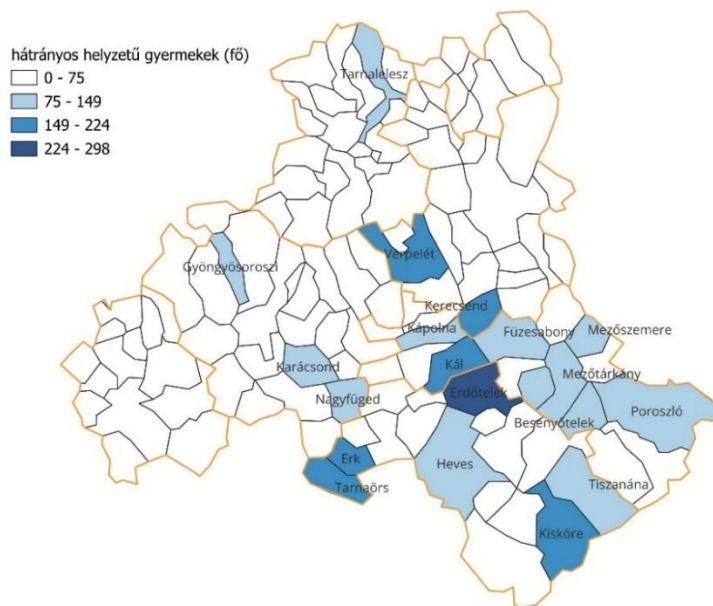 hátrányos helyzetű gyermekek (fő)
0 - 75
75 - 149
149 - 224
224 - 298
Tarnalelesz
Gyöngyösoroszi
Verpelét
Kerecsend
Kápolna
Füzesabony
Mezőszemere
Karácsond
Kál
Mezőtárkány
Nagyfüged
Erdőtelek
Poroszló
Besenyőtelek
Erk
Heves
Tarnaörs
Tiszanána
Kisköre